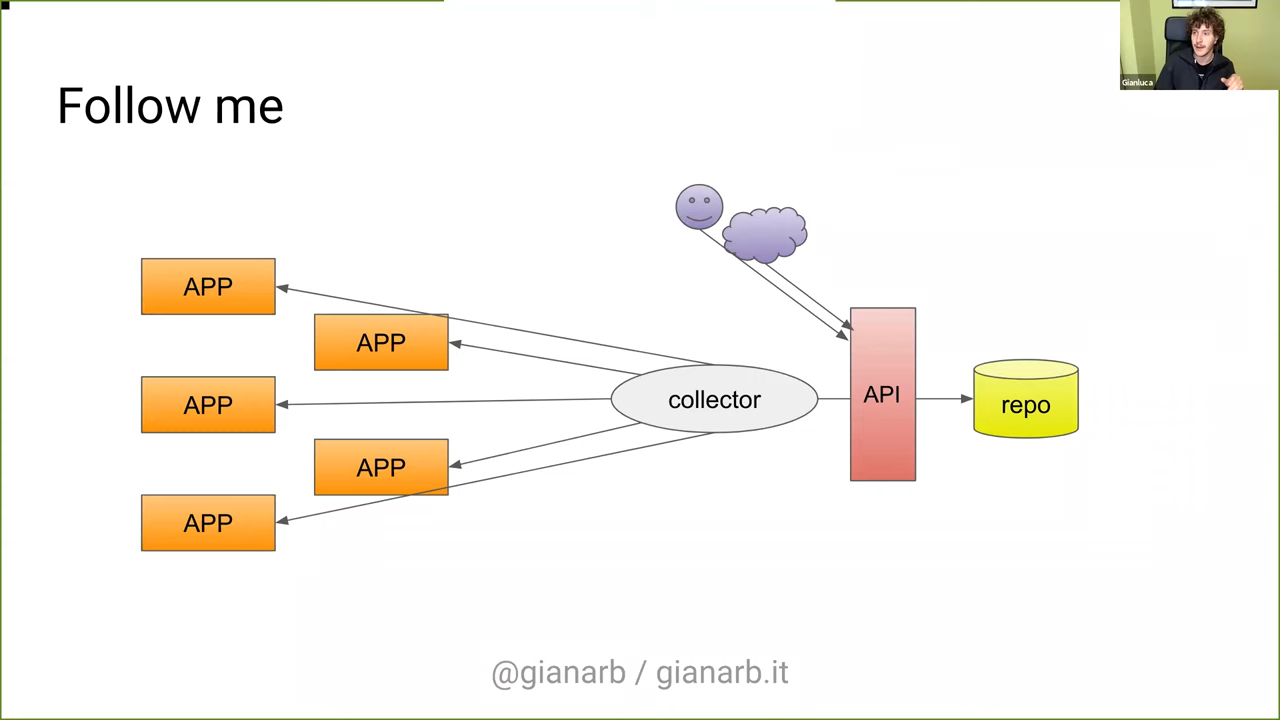 Gianluca
Follow me
APP
APP
APP
APP
APP
collector
API
repo
@gianarb / gianarb.it